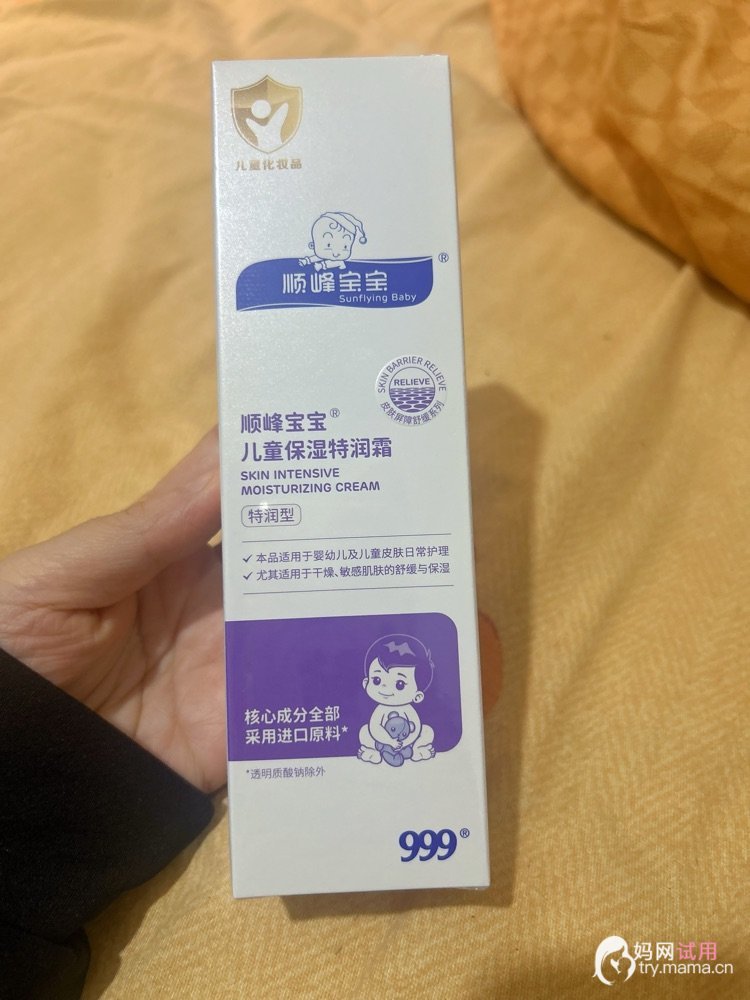 儿童化妆品
顺峰宝宝®
Sunflying Baby
SKIN BARRIER RELIEVE
RELIEVE
皮肤屏障舒缓系列
顺峰宝宝®
儿童保湿特润霜
SKIN INTENSIVE
MOISTURIZING CREAM
特润型
✓ 本品适用于婴幼儿及儿童皮肤日常护理
✓ 尤其适用于干燥、敏感肌肤的舒缓与保湿
核心成分全部
采用进口原料*
*透明质酸钠除外
999®
妈网试用
try.mama.cn